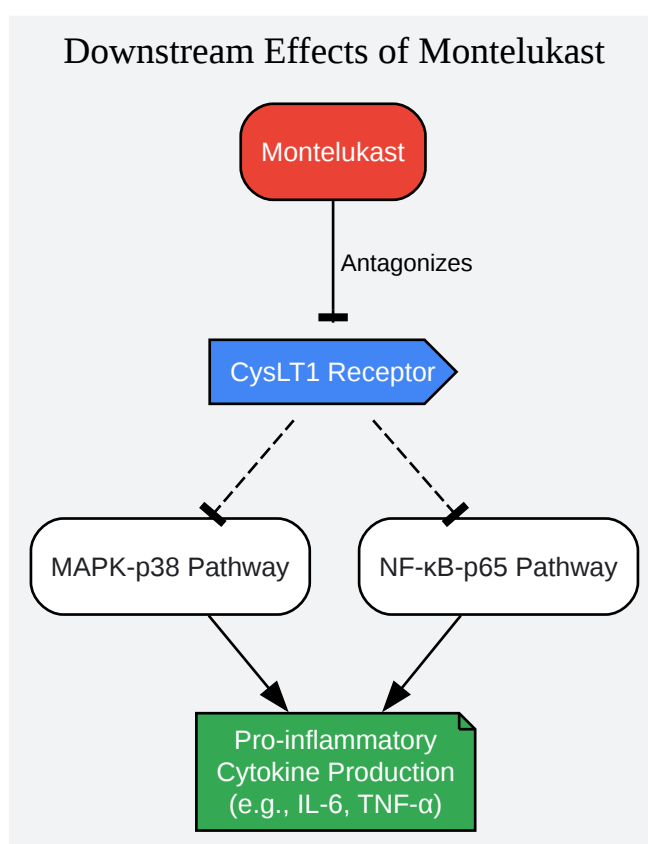 Downstream Effects of Montelukast
Montelukast
Antagonizes
CysLT1 Receptor
MAPK-p38 Pathway
NF-κB-p65 Pathway
Pro-inflammatory
Cytokine Production
(e.g., IL-6, TNF-α)